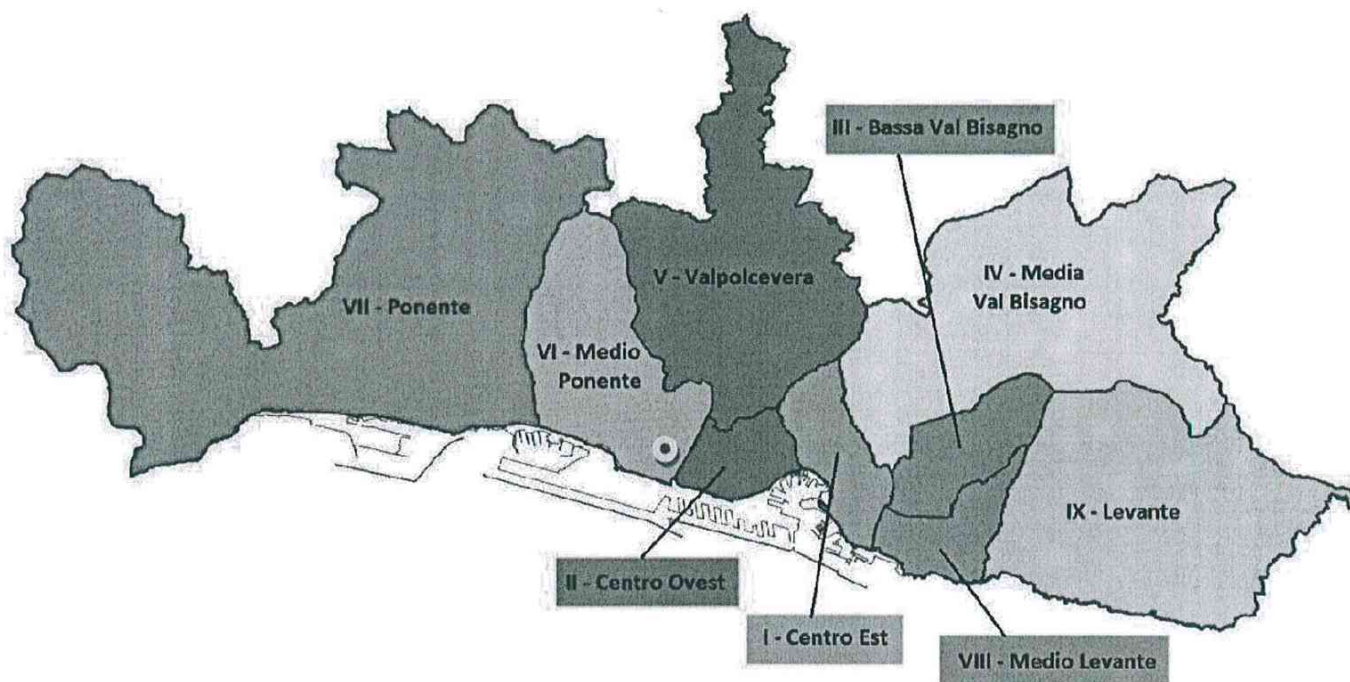 III - Bassa Val Bisagno
IV - Media
Val Bisagno
V - Valpolcevera
VII - Ponente
VI - Medio
Ponente
IX - Levante
II - Centro Ovest
I - Centro Est
VIII - Medio Levante